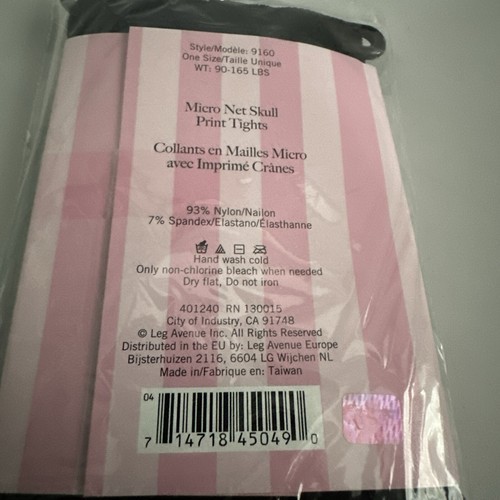 Style/Modèle: 9160
One Size/Taille Unique
WT: 90-165 LBS
Micro Net Skull
Print Tights
Collants en Mailles Micro
avec Imprimé Crânes
93% Nylon/Nailon
7% Spandex/Elastano/Élasthanne
Hand wash cold
Only non-chlorine bleach when needed
Dry flat, Do not iron
401240 RN 130015
City of Industry, CA 91748
© Leg Avenue Inc. All Rights Reserved
Distributed in the EU by: Leg Avenue Europe
Bijsterhuizen 2116, 6604 LG Wijchen NL
Made in/Fabrique en: Taiwan
04
7 14718 45049 0